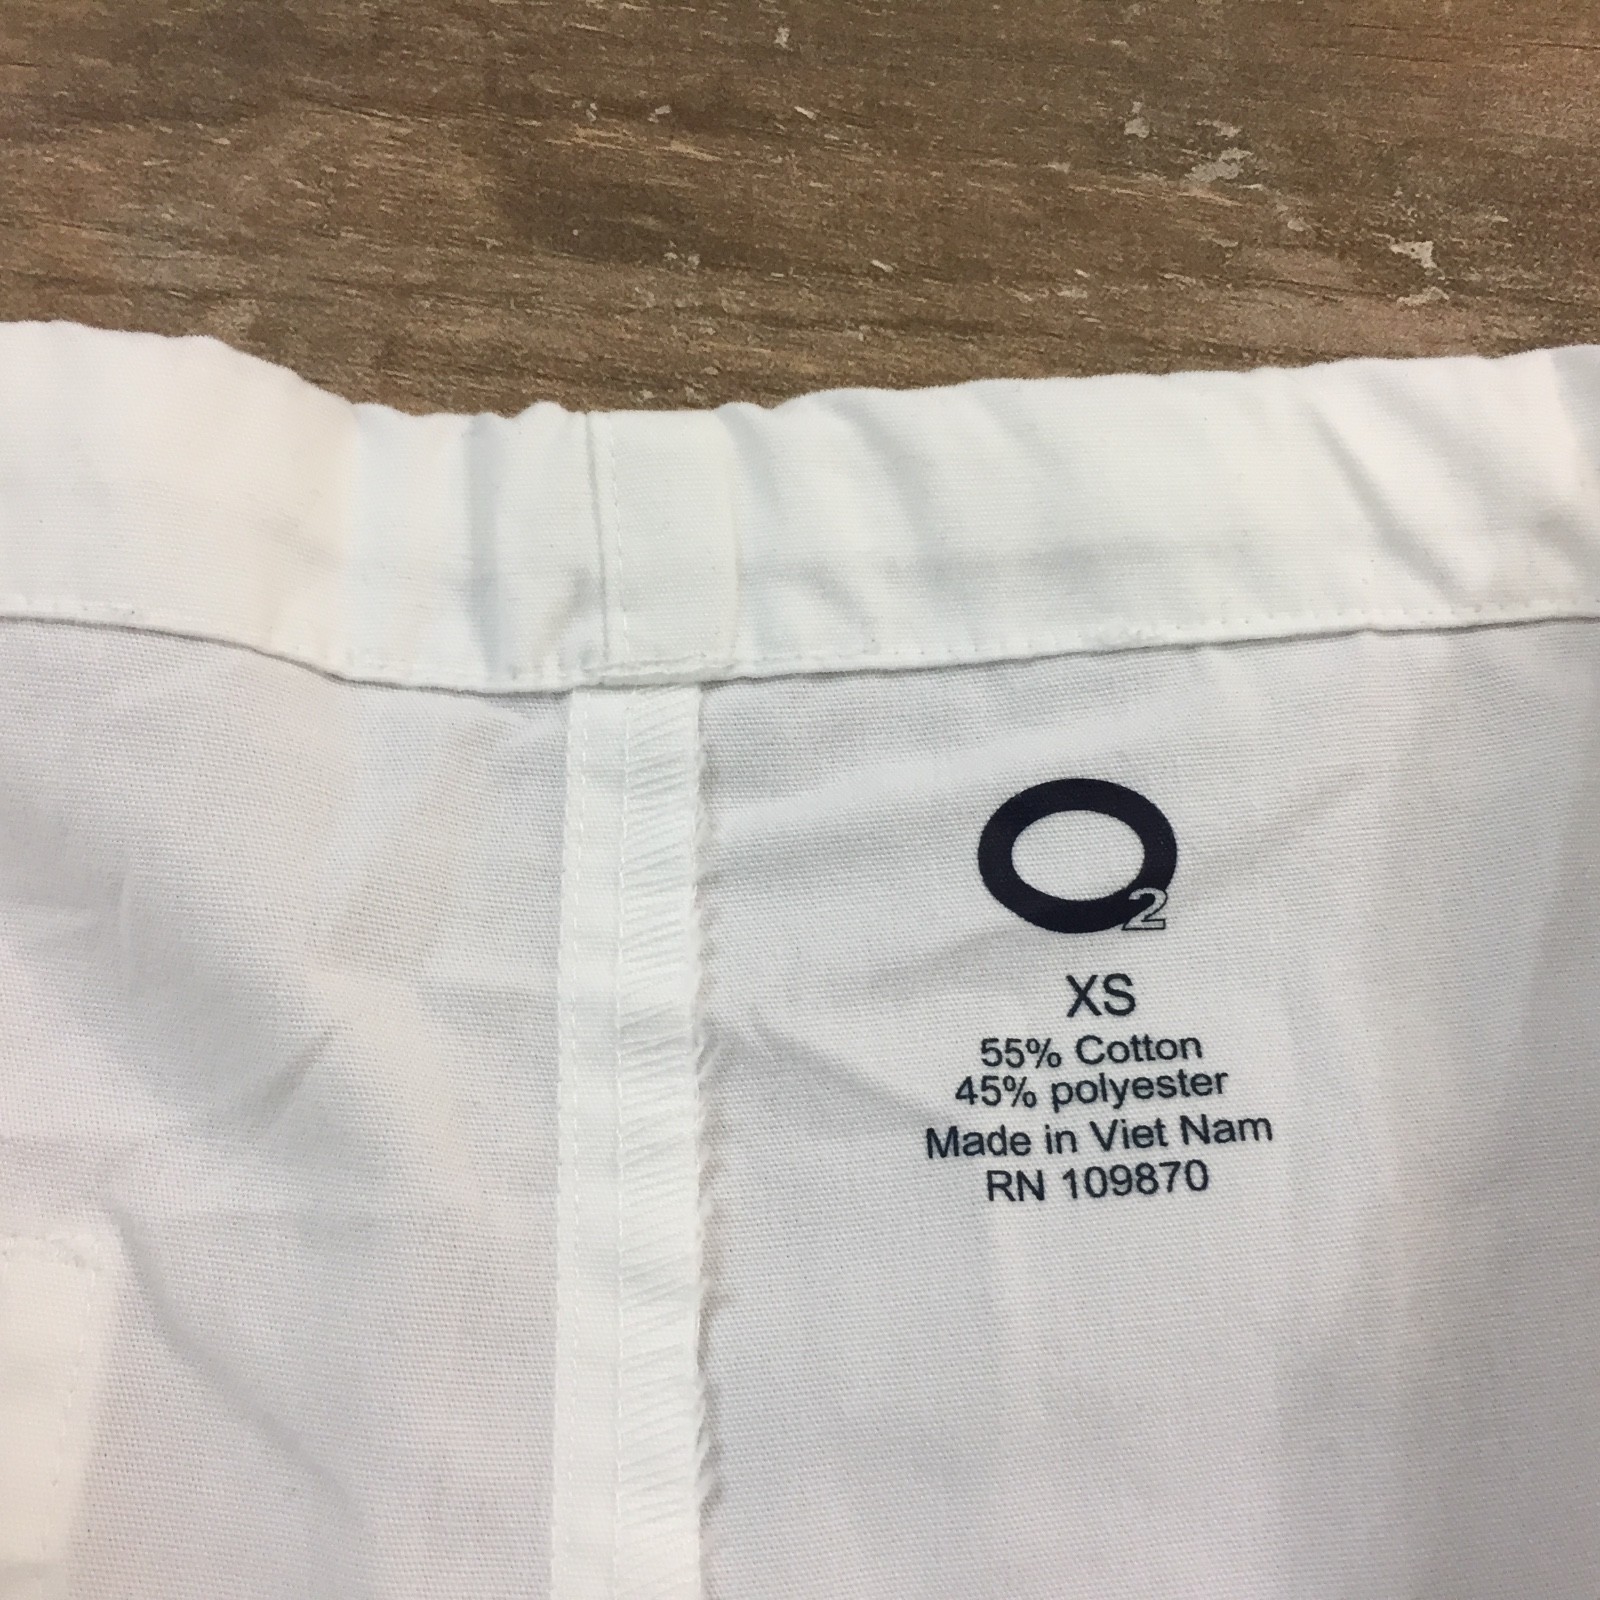 O2
XS
55% Cotton
45% polyester
Made in Viet Nam
RN 109870